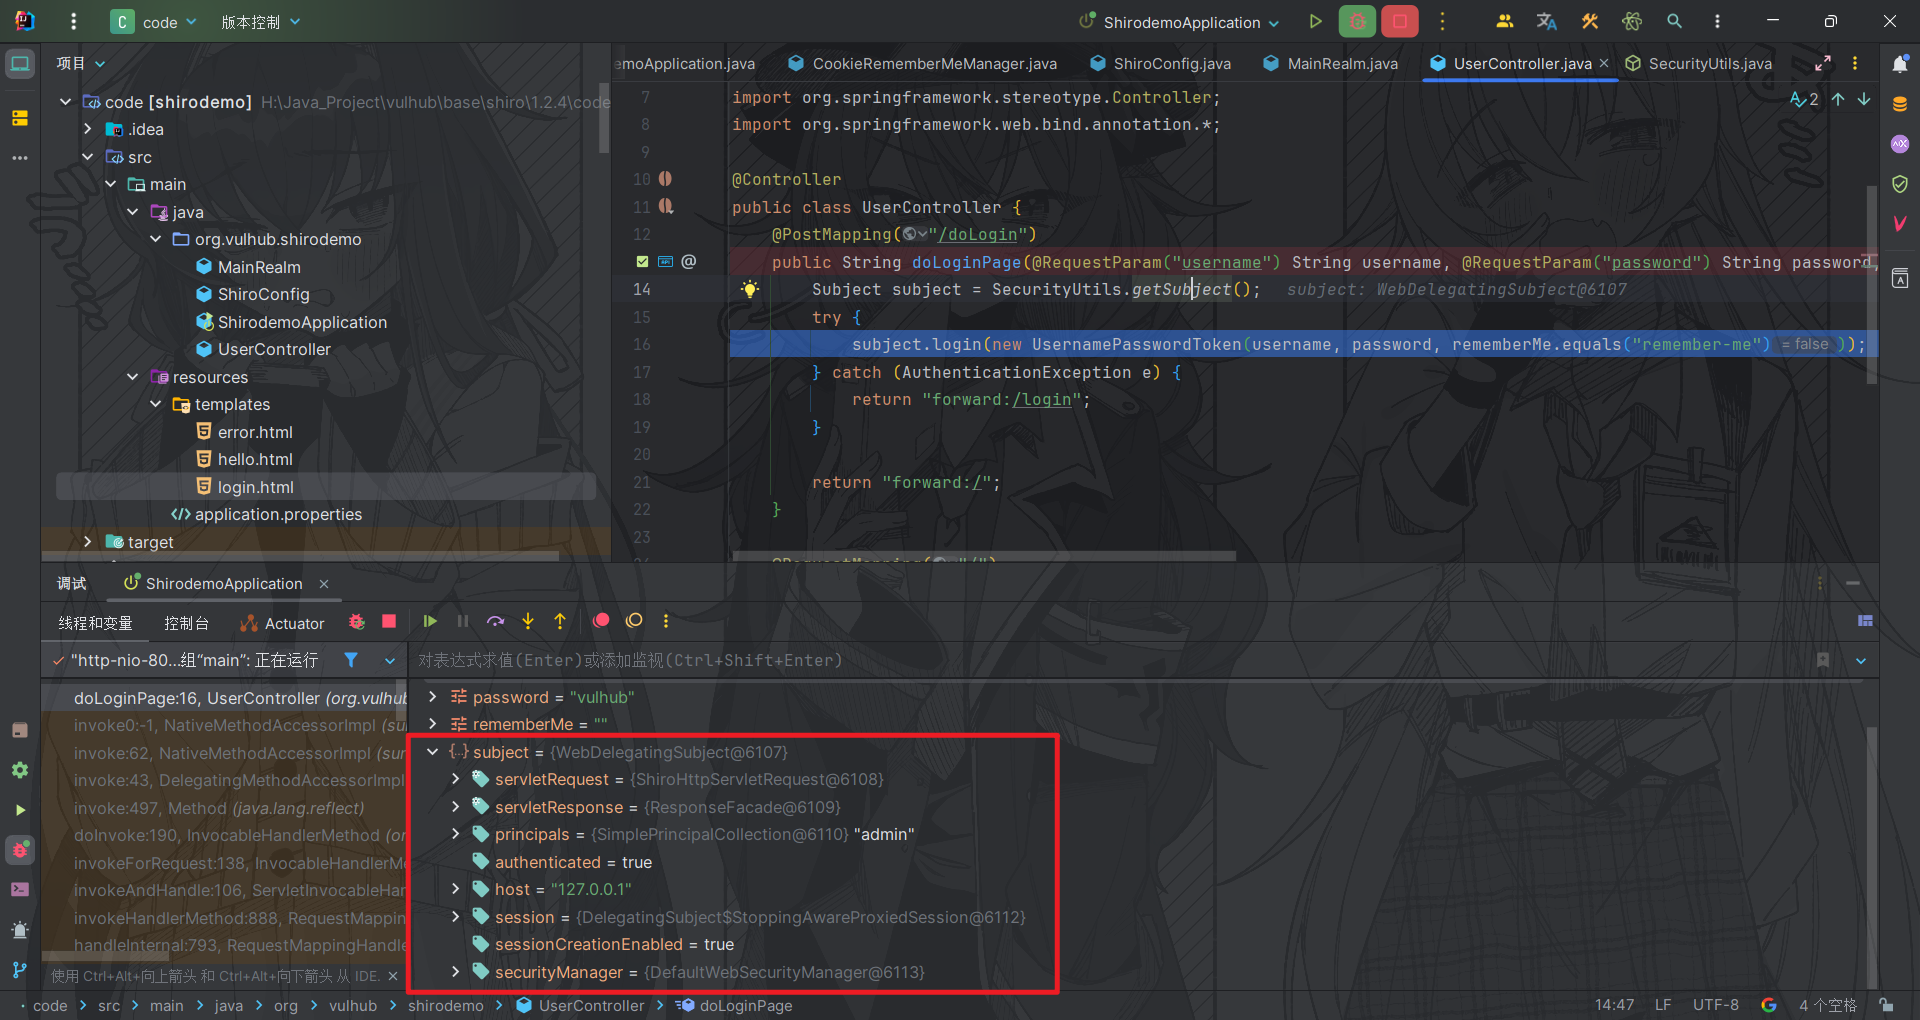 C code 版本控制 ShirodemoApplication
项目
emoApplication.java CookieRememberMeManager.java ShiroConfig.java MainRealm.java UserController.java SecurityUtils.java
code [shirodemo] H:\Java_Project\vulhub\base\shiro\1.2.4\code
.idea
src
main
java
org.vulhub.shirodemo
MainRealm
ShiroConfig
ShirodemoApplication
UserController
resources
templates
error.html
hello.html
login.html
application.properties
target
2
7 import org.springframework.stereotype.Controller;
8 import org.springframework.web.bind.annotation.*;
9
10 @Controller
11 public class UserController {
12 @PostMapping("/doLogin")
public String doLoginPage(@RequestParam("username") String username, @RequestParam("password") String password,
14 Subject subject = SecurityUtils.getSubject(); subject: WebDelegatingSubject@6107
15 try {
16 subject.login(new UsernamePasswordToken(username, password, rememberMe.equals("remember-me") = false ));
17 } catch (AuthenticationException e) {
18 return "forward:/login";
19 }
20
21 return "forward:/";
22 }
23
@RequestMapping("/")
调试 ShirodemoApplication
线程和变量 控制台 Actuator
"http-nio-80...组“main”: 正在运行
对表达式求值(Enter)或添加监视(Ctrl+Shift+Enter)
doLoginPage:16, UserController (org.vulhub
invoke0:-1, NativeMethodAccessorImpl (su
invoke:62, NativeMethodAccessorImpl (sur
invoke:43, DelegatingMethodAccessorImpl
invoke:497, Method (java.lang.reflect)
doInvoke:190, InvocableHandlerMethod (or
invokeForRequest:138, InvocableHandlerMe
invokeAndHandle:106, ServletInvocableHar
invokeHandlerMethod:888, RequestMappin
handleInternal:793, RequestMappingHandle
使用 Ctrl+Alt+向上箭头 和 Ctrl+Alt+向下箭头 从 IDE.
password = "vulhub"
rememberMe = ""
subject = {WebDelegatingSubject@6107}
servletRequest = {ShiroHttpServletRequest@6108}
servletResponse = {ResponseFacade@6109}
principals = {SimplePrincipalCollection@6110} "admin"
authenticated = true
host = "127.0.0.1"
session = {DelegatingSubject$StoppingAwareProxiedSession@6112}
sessionCreationEnabled = true
securityManager = {DefaultWebSecurityManager@6113}
code > src > main > java > org > vulhub > shirodemo > UserController > doLoginPage
14:47 LF UTF-8 4 个空格